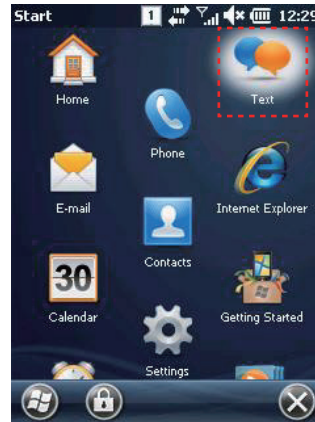 Start 1 12:29
Home
Text
Phone
E-mail
Internet Explorer
Contacts
30
Calendar
Getting Started
Settings